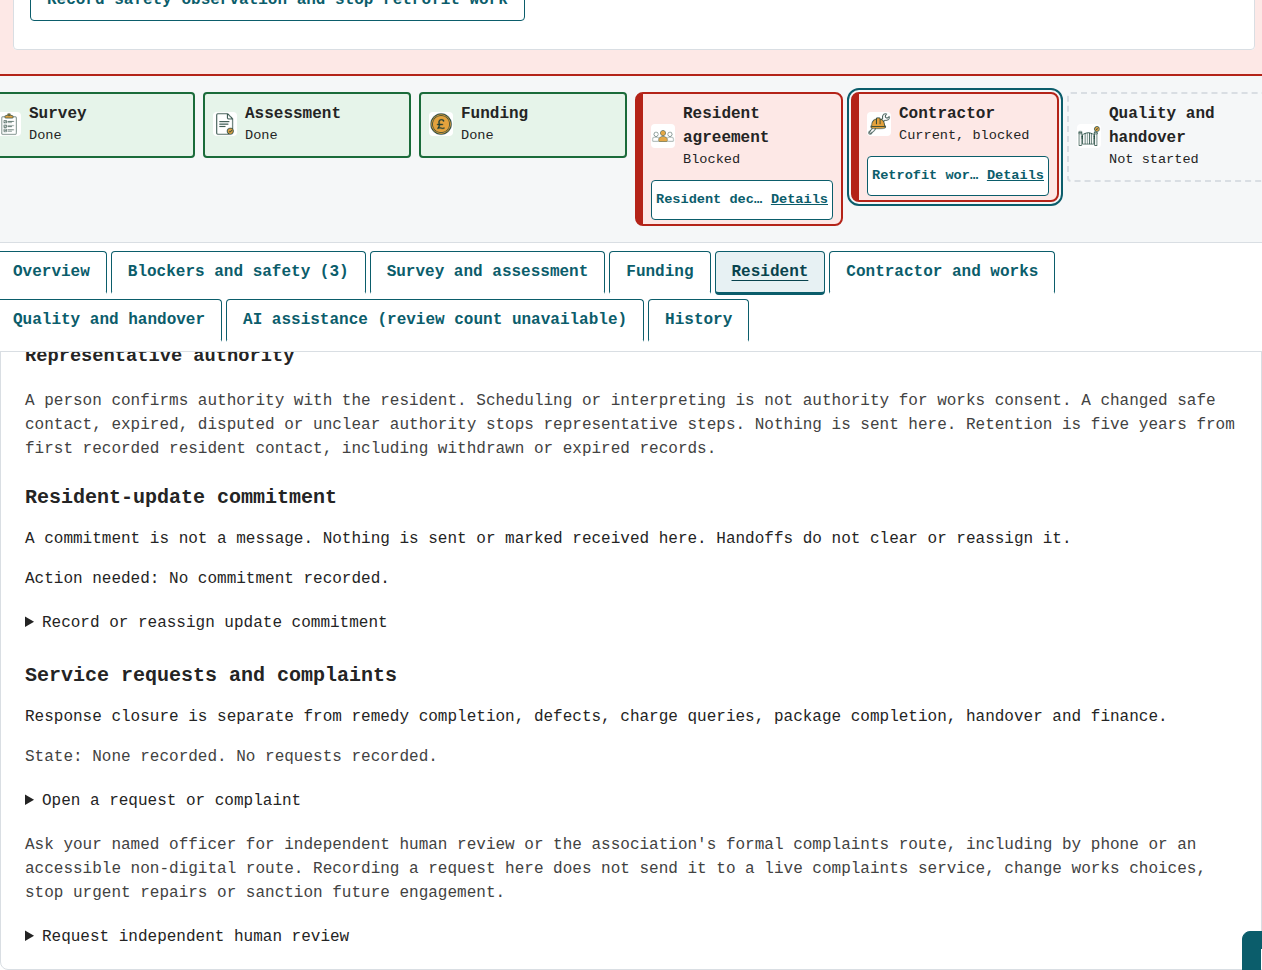 Record safety observation and stop retrofit work
Survey
Done
Assessment
Done
Funding
Done
Resident
agreement
Blocked
Resident dec… Details
Contractor
Current, blocked
Retrofit wor… Details
Quality and
handover
Not started
Overview
Blockers and safety (3)
Survey and assessment
Funding
Resident
Contractor and works
Quality and handover
AI assistance (review count unavailable)
History
Representative authority
A person confirms authority with the resident. Scheduling or interpreting is not authority for works consent. A changed safe
contact, expired, disputed or unclear authority stops representative steps. Nothing is sent here. Retention is five years from
first recorded resident contact, including withdrawn or expired records.
Resident-update commitment
A commitment is not a message. Nothing is sent or marked received here. Handoffs do not clear or reassign it.
Action needed: No commitment recorded.
Record or reassign update commitment
Service requests and complaints
Response closure is separate from remedy completion, defects, charge queries, package completion, handover and finance.
State: None recorded. No requests recorded.
Open a request or complaint
Ask your named officer for independent human review or the association's formal complaints route, including by phone or an
accessible non-digital route. Recording a request here does not send it to a live complaints service, change works choices,
stop urgent repairs or sanction future engagement.
Request independent human review